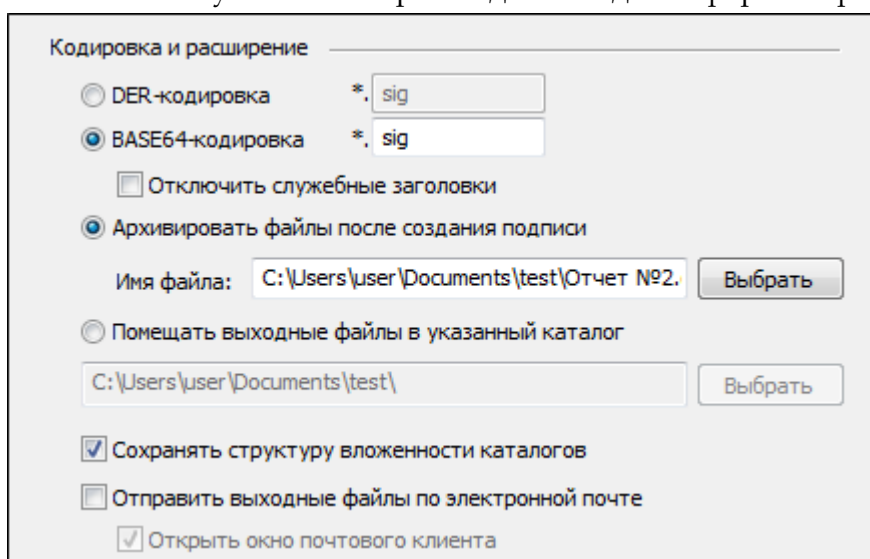 Кодировка и расширение
DER-кодировка *. sig
BASE64-кодировка *. sig
Отключить служебные заголовки
Архивировать файлы после создания подписи
Имя файла: C:\Users\user\Documents\test\Отчет №2. Выбрать
Помещать выходные файлы в указанный каталог
C:\Users\user\Documents\test\ Выбрать
Сохранять структуру вложенности каталогов
Отправить выходные файлы по электронной почте
Открыть окно почтового клиента